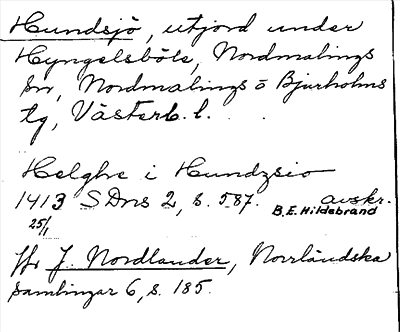 Hundsjö, utjord under
Hyngelsböle, Nordmalings
sn, Nordmalings o Bjurholms
tg, Västerb. l.
Helghe i Hundzsio
1413 SDns 2, s. 587. avskr.
25/1 B.E. Hildebrand
jfr J. Nordlander, Norrländska
Samlingar 6, s. 185.